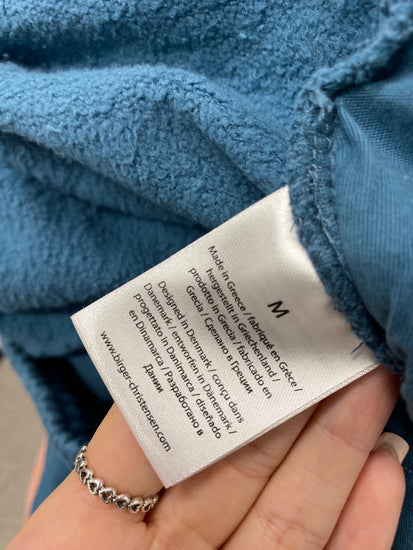 M
Made in Greece / fabriqué en Grèce /
hergestellt in Griechenland /
prodotto in Grecia / fabricado en
Grecia / Сделано в Греции
Designed in Denmark / conçu dans
Danemark / entworfen in Dänemark /
progettato in Danimarca / diseñado
en Dinamarca / Разработано в
Дании
www.birger-christensen.com